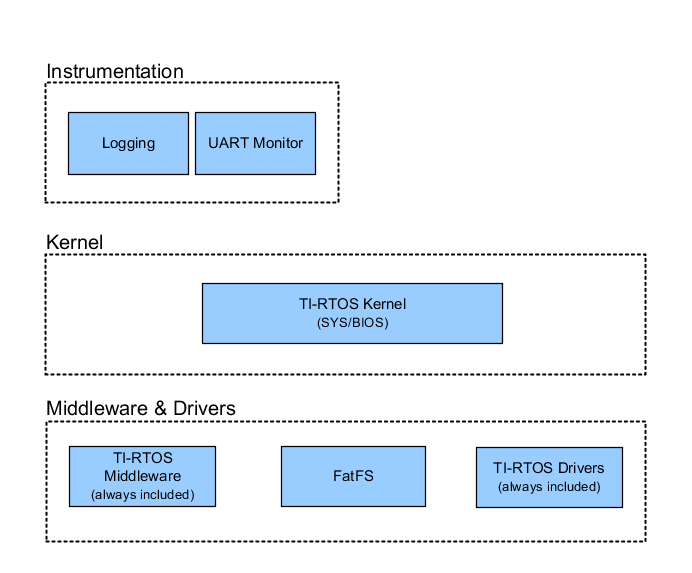 Instrumentation
Logging
UART Monitor
Kernel
TI-RTOS Kernel
(SYS/BIOS)
Middleware & Drivers
TI-RTOS
Middleware
(always included)
FatFS
TI-RTOS Drivers
(always included)